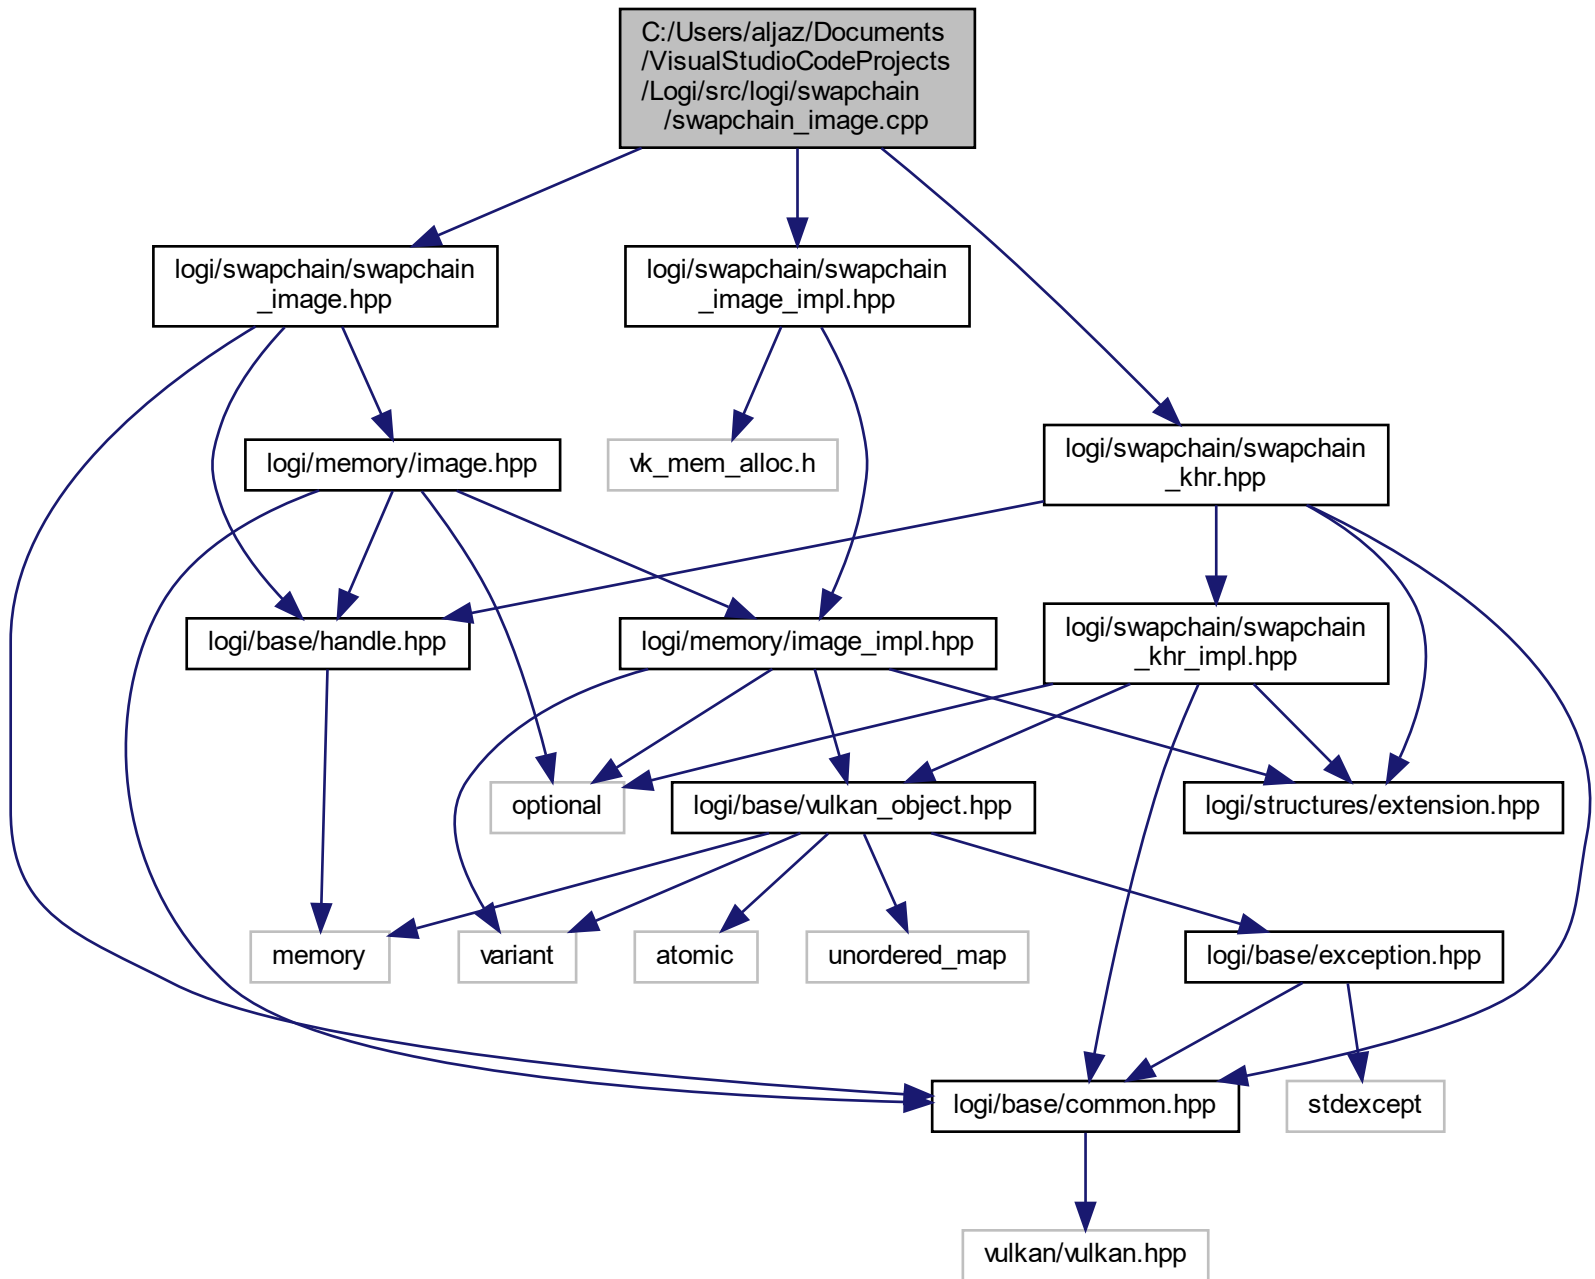 C:/Users/aljaz/Documents
/VisualStudioCodeProjects
/Logi/src/logi/swapchain
/swapchain_image.cpp
logi/swapchain/swapchain
_image.hpp
logi/swapchain/swapchain
_image_impl.hpp
logi/memory/image.hpp
vk_mem_alloc.h
logi/swapchain/swapchain
_khr.hpp
logi/base/handle.hpp
logi/memory/image_impl.hpp
logi/swapchain/swapchain
_khr_impl.hpp
optional
logi/base/vulkan_object.hpp
logi/structures/extension.hpp
memory
variant
atomic
unordered_map
logi/base/exception.hpp
logi/base/common.hpp
stdexcept
vulkan/vulkan.hpp